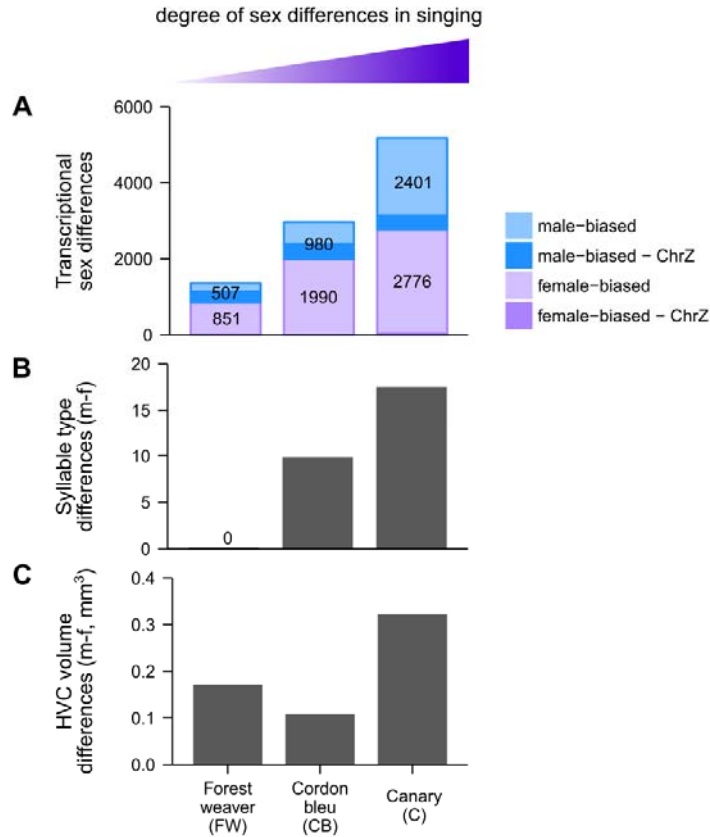 degree of sex differences in singing
A
Transcriptional
sex differences
6000
4000
2000
0
507
851
980
1990
2401
2776
male-biased
male-biased - ChrZ
female-biased
female-biased - ChrZ
B
Syllable type
differences (m-f)
20
15
10
5
0
0
C
HVC volume
differences (m-f, mm³)
0.4
0.3
0.2
0.1
0.0
Forest
weaver
(FW)
Cordon
bleu
(CB)
Canary
(C)